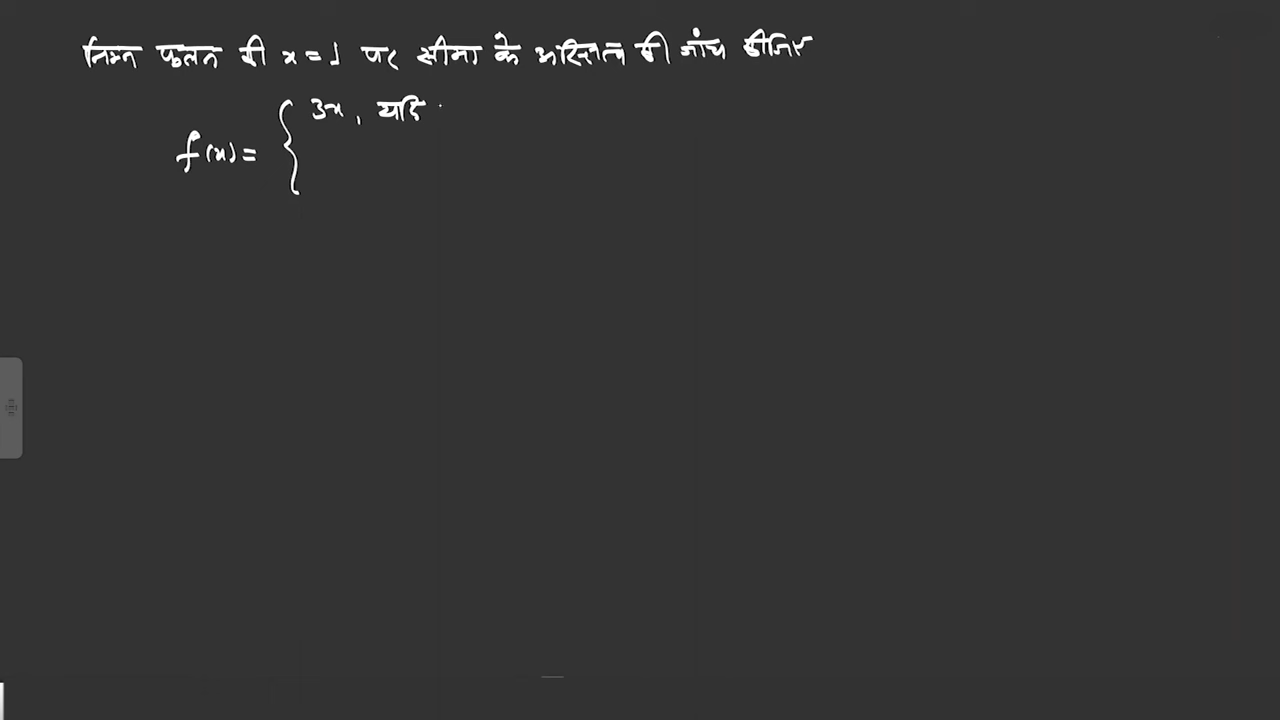 निम्न फलन की x = 1 पर सीमा के अस्तित्व की जाँच कीजिए
3x, यदि
f(x) = {